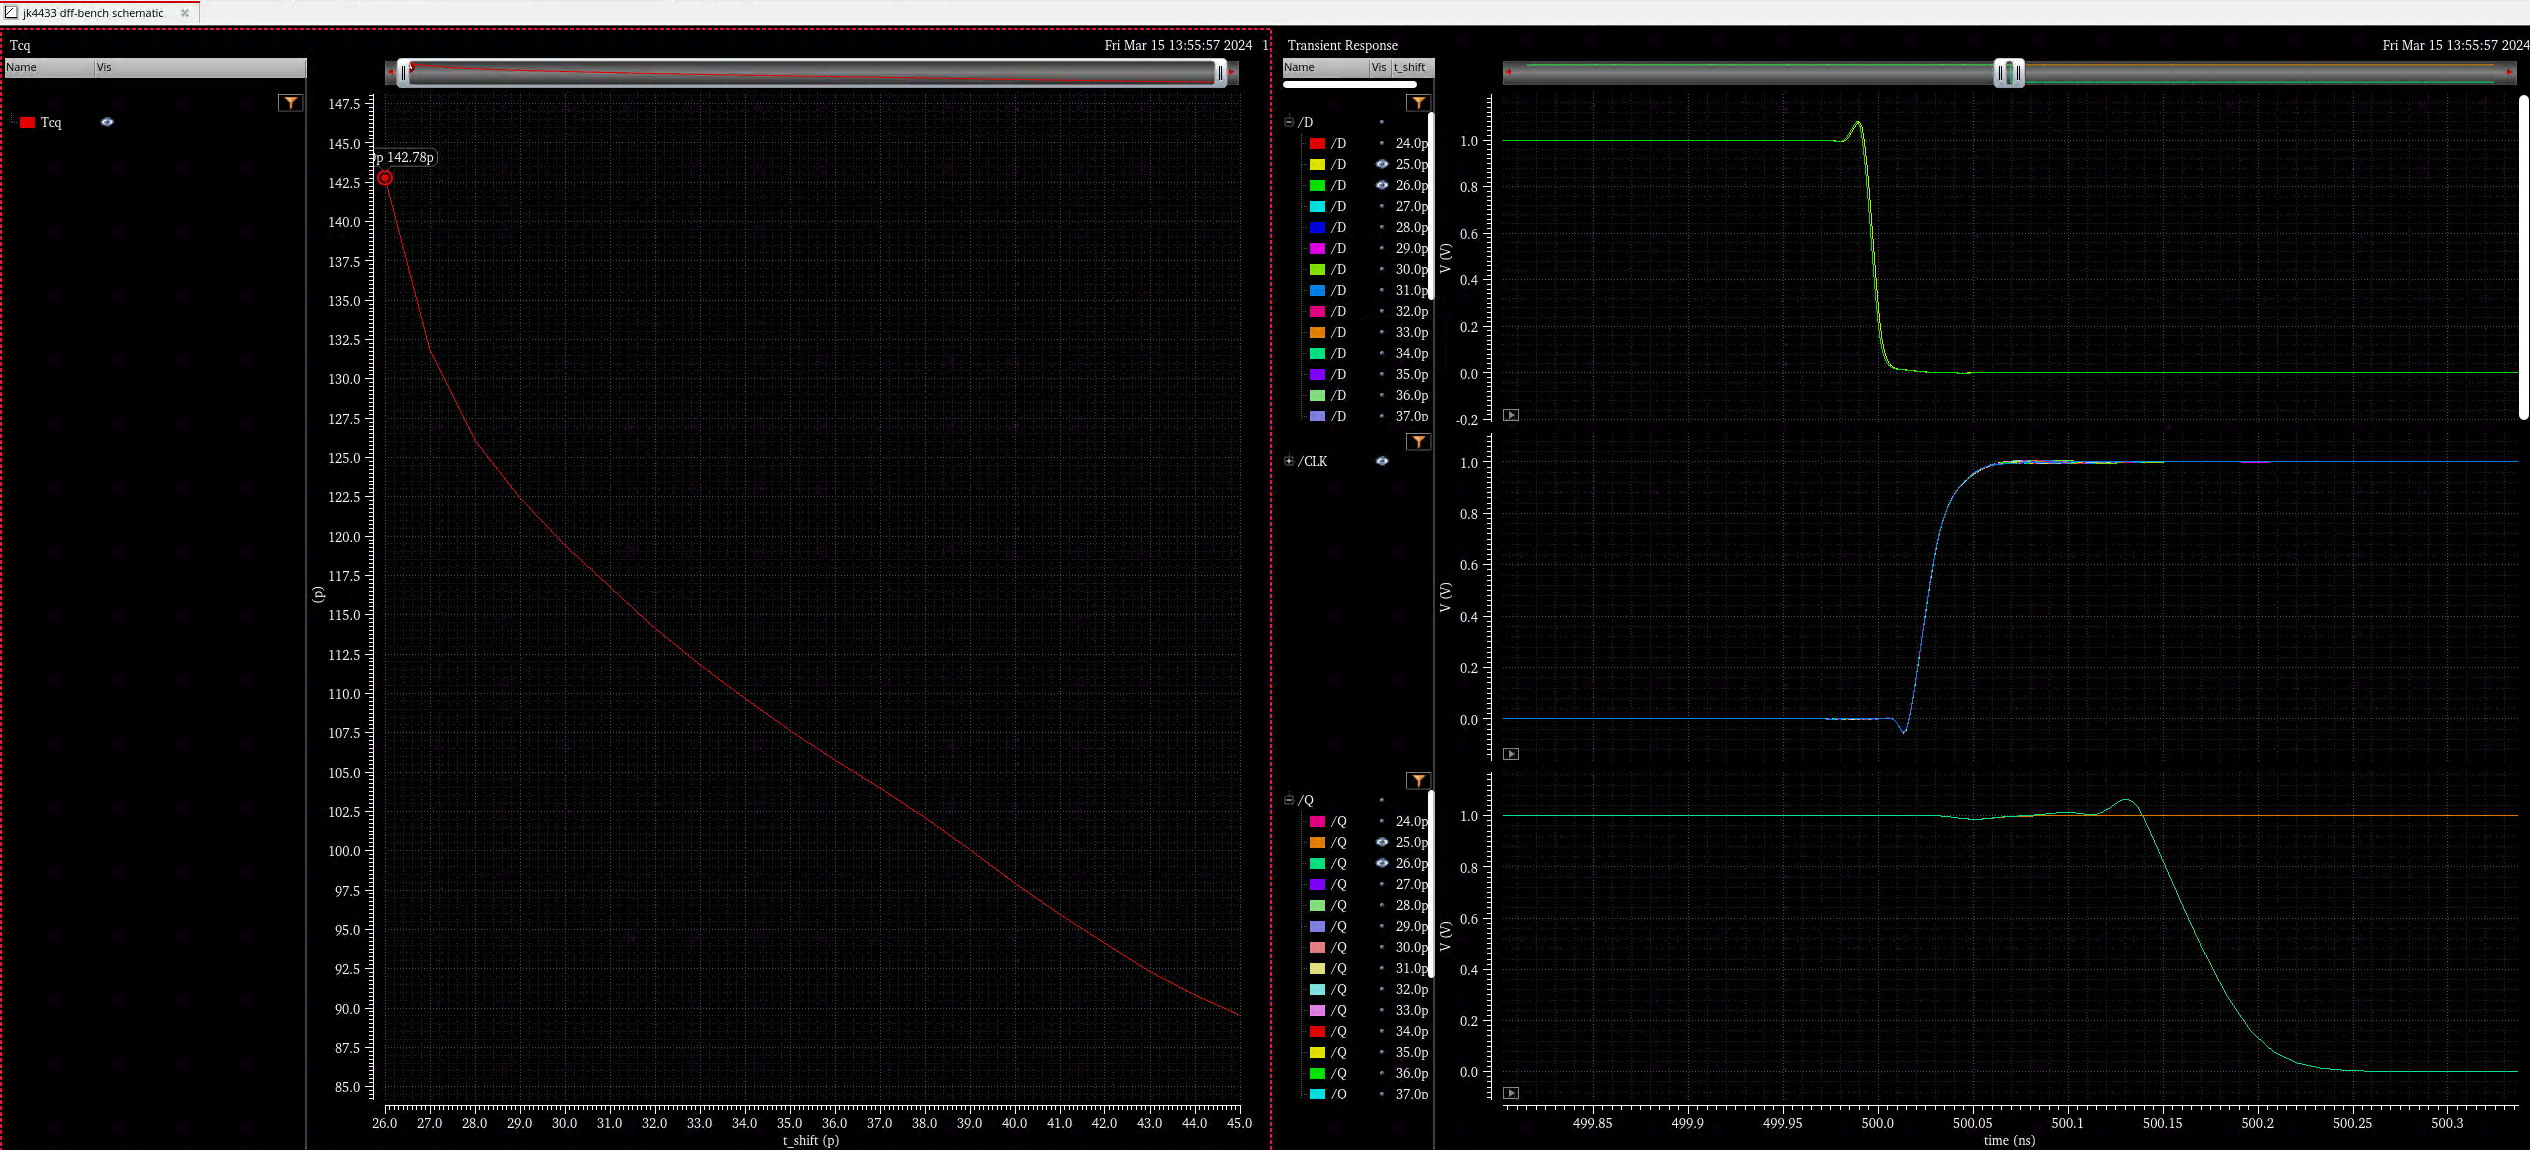 jk4433 dff-bench schematic
Tcq
Fri Mar 15 13:55:57 2024 1
Name Vis
Tcq
p 142.78p
147.5
145.0
142.5
140.0
137.5
135.0
132.5
130.0
127.5
125.0
122.5
120.0
117.5
115.0
112.5
110.0
107.5
105.0
102.5
100.0
97.5
95.0
92.5
90.0
87.5
85.0
(p)
26.0 27.0 28.0 29.0 30.0 31.0 32.0 33.0 34.0 35.0 36.0 37.0 38.0 39.0 40.0 41.0 42.0 43.0 44.0 45.0
t_shift (p)
Transient Response
Fri Mar 15 13:55:57 2024
Name Vis t_shift
/D
/D 24.0p
/D 25.0p
/D 26.0p
/D 27.0p
/D 28.0p
/D 29.0p
/D 30.0p
/D 31.0p
/D 32.0p
/D 33.0p
/D 34.0p
/D 35.0p
/D 36.0p
/D 37.0p
/CLK
/Q
/Q 24.0p
/Q 25.0p
/Q 26.0p
/Q 27.0p
/Q 28.0p
/Q 29.0p
/Q 30.0p
/Q 31.0p
/Q 32.0p
/Q 33.0p
/Q 34.0p
/Q 35.0p
/Q 36.0p
/Q 37.0p
1.0
0.8
0.6
0.4
0.2
0.0
-0.2
V (V)
1.0
0.8
0.6
0.4
0.2
0.0
V (V)
1.0
0.8
0.6
0.4
0.2
0.0
V (V)
499.85 499.9 499.95 500.0 500.05 500.1 500.15 500.2 500.25 500.3
time (ns)